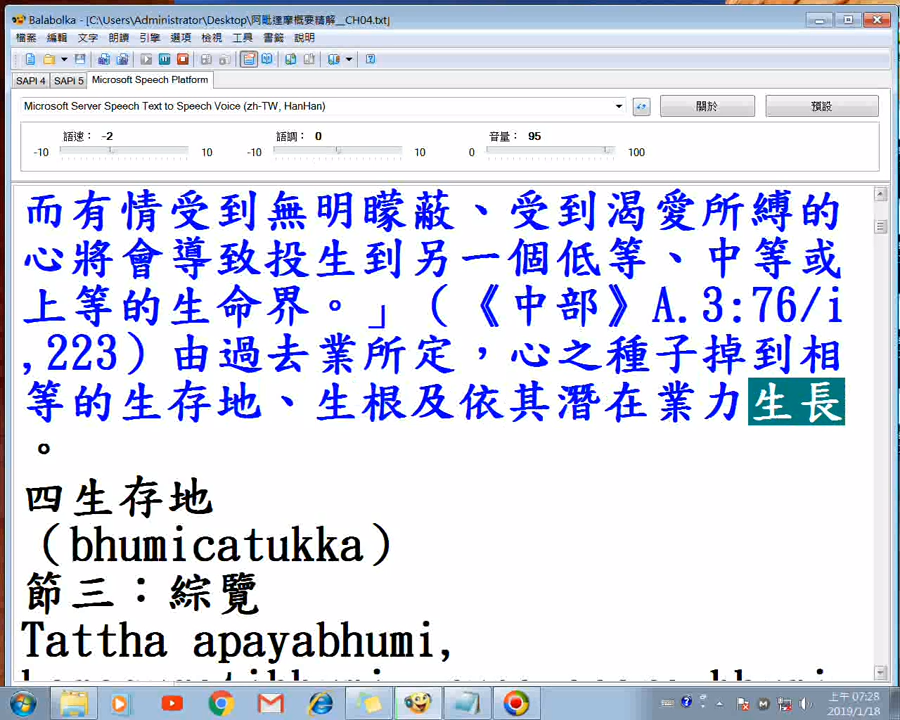 Balabolka - [C:\Users\Administrator\Desktop\阿毗達摩概要精解__CH04.txt]
檔案 編輯 文字 朗讀 引擎 選項 檢視 工具 書籤 說明
SAPI 4 SAPI 5 Microsoft Speech Platform
Microsoft Server Speech Text to Speech Voice (zh-TW, HanHan) 關於 預設
語速： -2 語調： 0 音量： 95
-10 10 -10 10 0 100
而有情受到無明矇蔽、受到渴愛所縛的
心將會導致投生到另一個低等、中等或
上等的生命界。」（《中部》A.3:76/i
,223）由過去業所定，心之種子掉到相
等的生存地、生根及依其潛在業力生長
。
四生存地
（bhumicatukka）
節三：綜覽
Tattha apayabhumi,
上午 07:28
2019/1/18